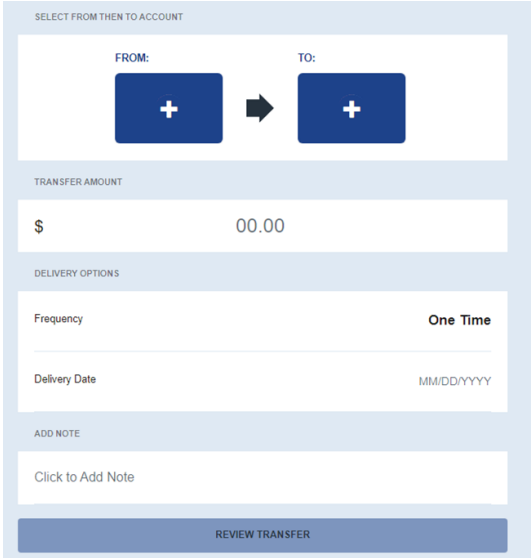 SELECT FROM THEN TO ACCOUNT
FROM:
TO:
TRANSFER AMOUNT
$ 00.00
DELIVERY OPTIONS
Frequency One Time
Delivery Date MM/DD/YYYY
ADD NOTE
Click to Add Note
REVIEW TRANSFER